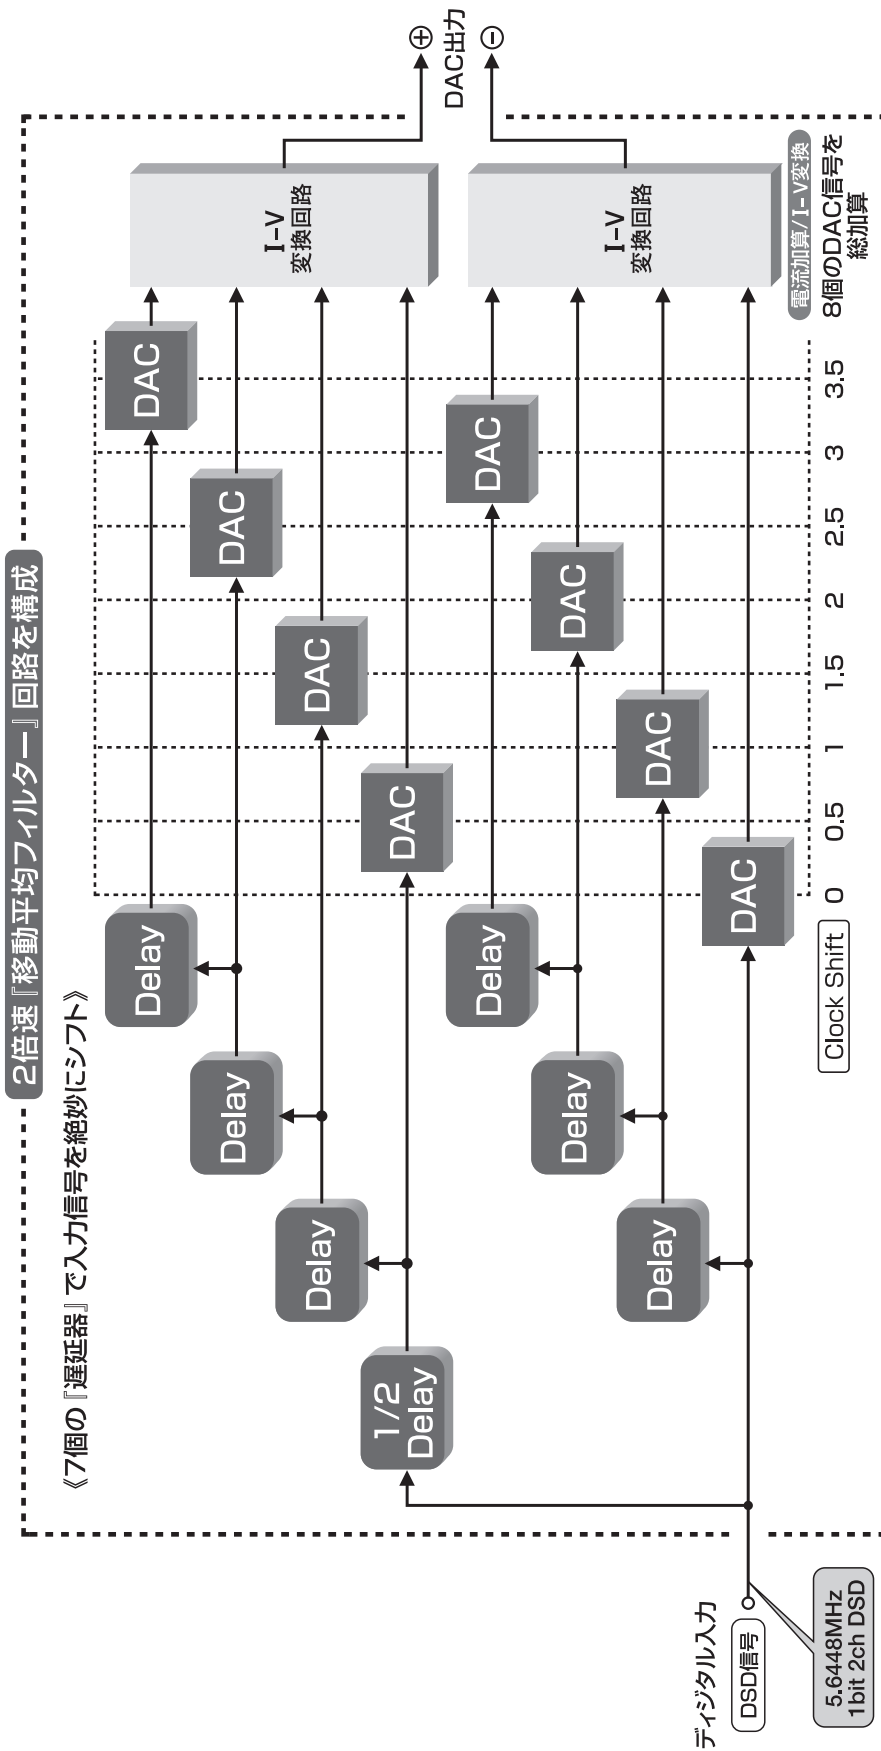 2倍速『移動平均フィルター』回路を構成
《7個の『遅延器』で入力信号を絶妙にシフト》
Delay
DAC
Delay
DAC
Delay
DAC
1/2
Delay
DAC
I-V
変換回路
Delay
DAC
Delay
DAC
Delay
DAC
DAC
I-V
変換回路
DAC出力
⊕
⊖
ディジタル入力
DSD信号
5.6448MHz
1bit 2ch DSD
Clock Shift
0
0.5
1
1.5
2
2.5
3
3.5
電流加算/I-V変換
8個のDAC信号を
総加算